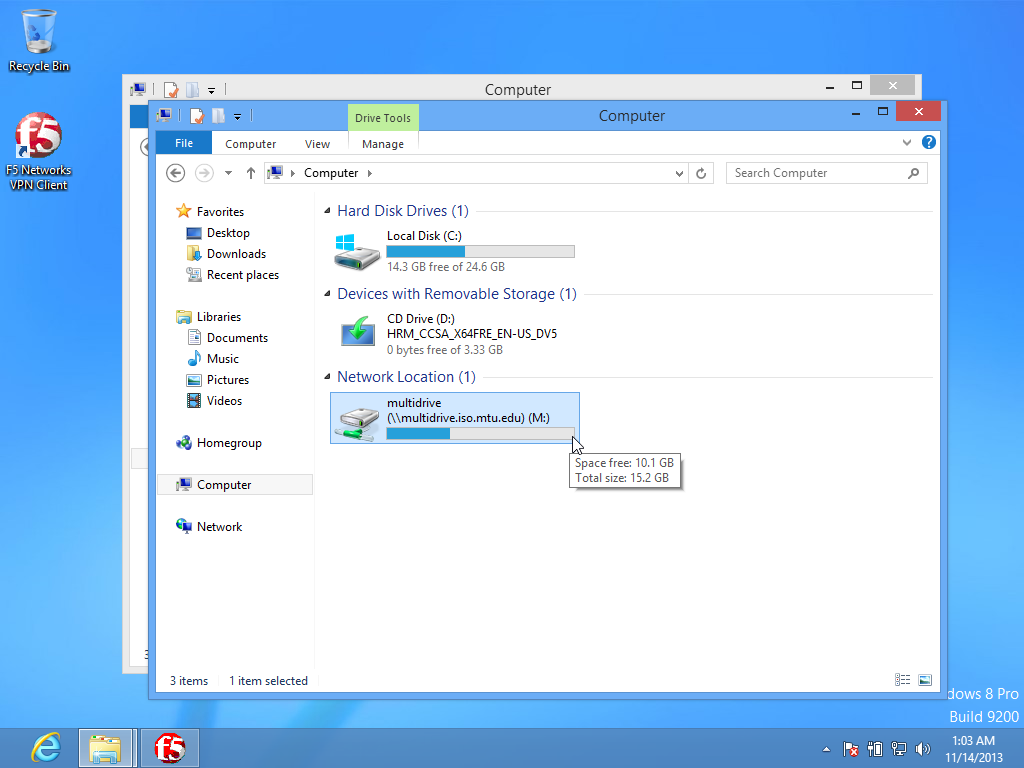 Recycle Bin
F5 Networks
VPN Client
f5
Computer
Drive Tools
Computer
File
Computer
View
Manage
Computer
Search Computer
Favorites
Desktop
Downloads
Recent places
Libraries
Documents
Music
Pictures
Videos
Homegroup
Computer
Network
Hard Disk Drives (1)
Local Disk (C:)
14.3 GB free of 24.6 GB
Devices with Removable Storage (1)
CD Drive (D:)
HRM_CCSA_X64FRE_EN-US_DV5
0 bytes free of 3.33 GB
Network Location (1)
multidrive
(\\multidrive.iso.mtu.edu) (M:)
Space free: 10.1 GB
Total size: 15.2 GB
3
3 items
1 item selected
dows 8 Pro
Build 9200
f5
1:03 AM
11/14/2013